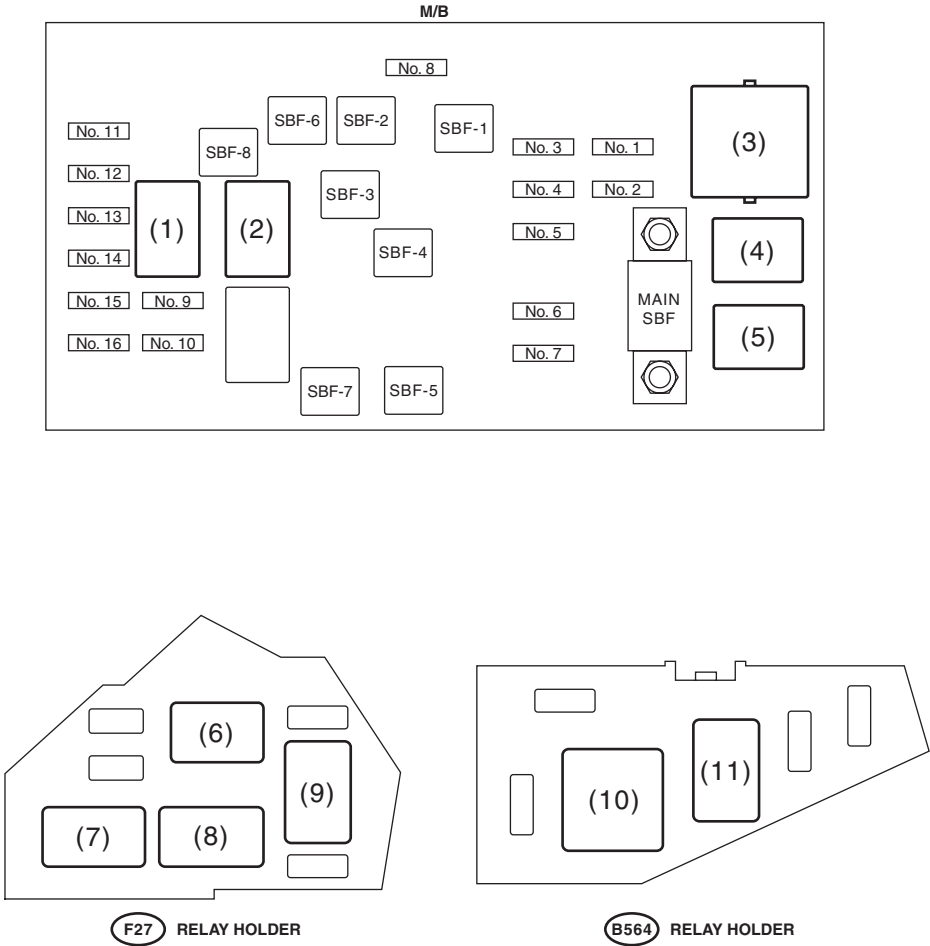 M/B
No. 8
SBF-6
SBF-2
SBF-1
No. 11
SBF-8
No. 3
No. 1
(3)
No. 12
SBF-3
No. 4
No. 2
No. 13
(1)
(2)
No. 5
No. 14
SBF-4
(4)
No. 15
No. 9
MAIN
SBF
No. 6
No. 16
No. 10
No. 7
(5)
SBF-7
SBF-5
(6)
(9)
(7)
(8)
(10)
(11)
F27 RELAY HOLDER
B564 RELAY HOLDER